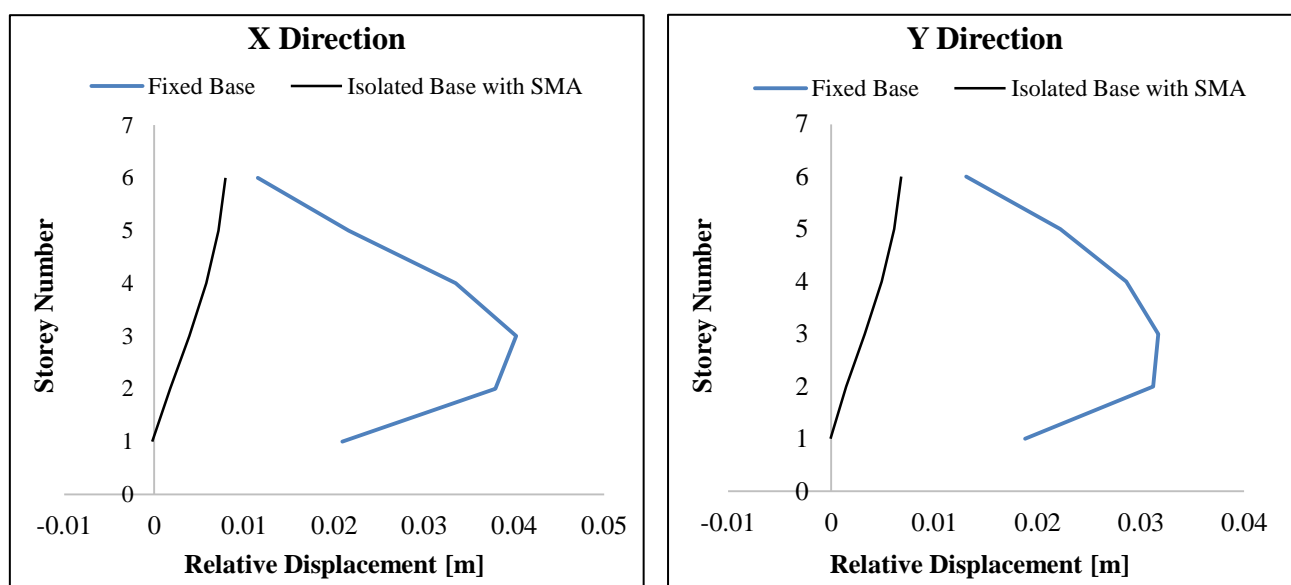 X Direction
Fixed Base Isolated Base with SMA
7
6
5
4
3
2
1
0
Storey Number
-0.01 0 0.01 0.02 0.03 0.04 0.05
Relative Displacement [m]
Y Direction
Fixed Base Isolated Base with SMA
7
6
5
4
3
2
1
0
Storey Number
-0.01 0 0.01 0.02 0.03 0.04
Relative Displacement [m]